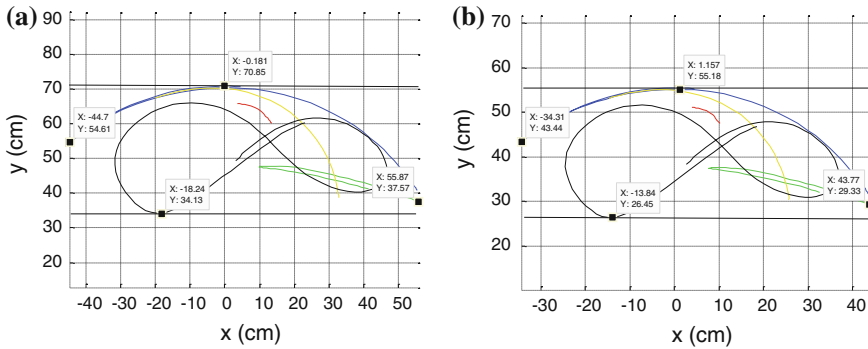 (a)
90
80
70
60
50
40
30
20
y (cm)
X: -0.181
Y: 70.85
X: -44.7
Y: 54.61
X: -18.24
Y: 34.13
X: 55.87
Y: 37.57
-40 -30 -20 -10 0 10 20 30 40 50
x (cm)
(b)
70
60
50
40
30
20
y (cm)
X: 1.157
Y: 55.18
X: -34.31
Y: 43.44
X: -13.84
Y: 26.45
X: 43.77
Y: 29.33
-30 -20 -10 0 10 20 30 40
x (cm)